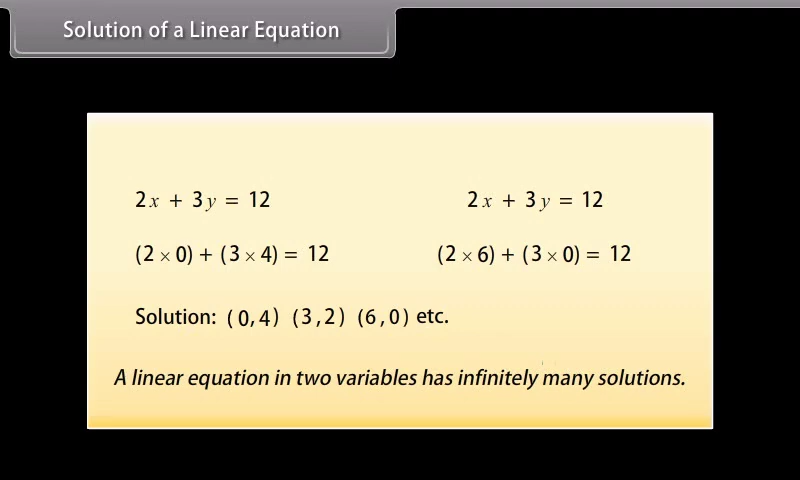 Solution of a Linear Equation
2x + 3y = 12 2x + 3y = 12
(2 × 0) + (3 × 4) = 12 (2 × 6) + (3 × 0) = 12
Solution: (0,4) (3,2) (6,0) etc.
A linear equation in two variables has infinitely many solutions.